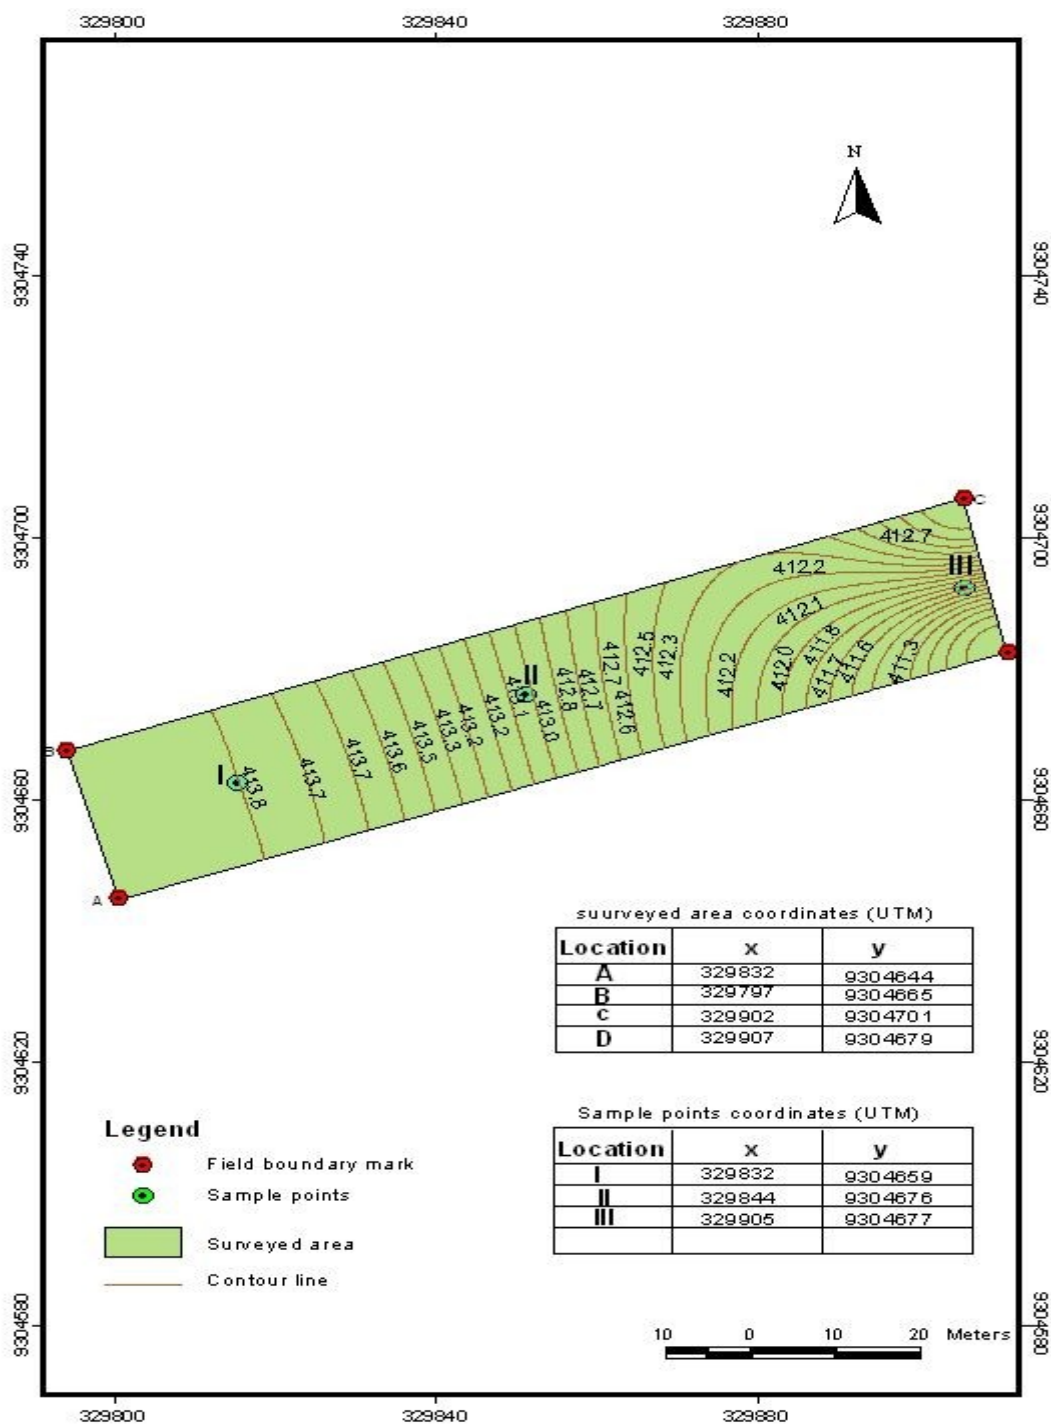 329800 329840 329880
N
9304740 9304740
9304700 9304700
C
412.7
III
412.2
412.1
411.8
411.3
411.6
411.7
412.0
412.2
412.3
412.5
412.7
412.6
II
412.7
412.8
413.0
413.1
413.2
413.2
413.3
413.5
413.6
413.7
413.7
B
I
413.8
9304660 9304660
A
suurveyed area coordinates (UTM)
Location x y
A 329832 9304644
B 329797 9304665
c 329902 9304701
D 329907 9304679
9304620 9304620
Sample points coordinates (UTM)
Location x y
I 329832 9304659
II 329844 9304676
III 329905 9304677
Legend
Field boundary mark
Sample points
Surveyed area
Contour line
9304580 9304580
10 0 10 20 Meters
329800 329840 329880